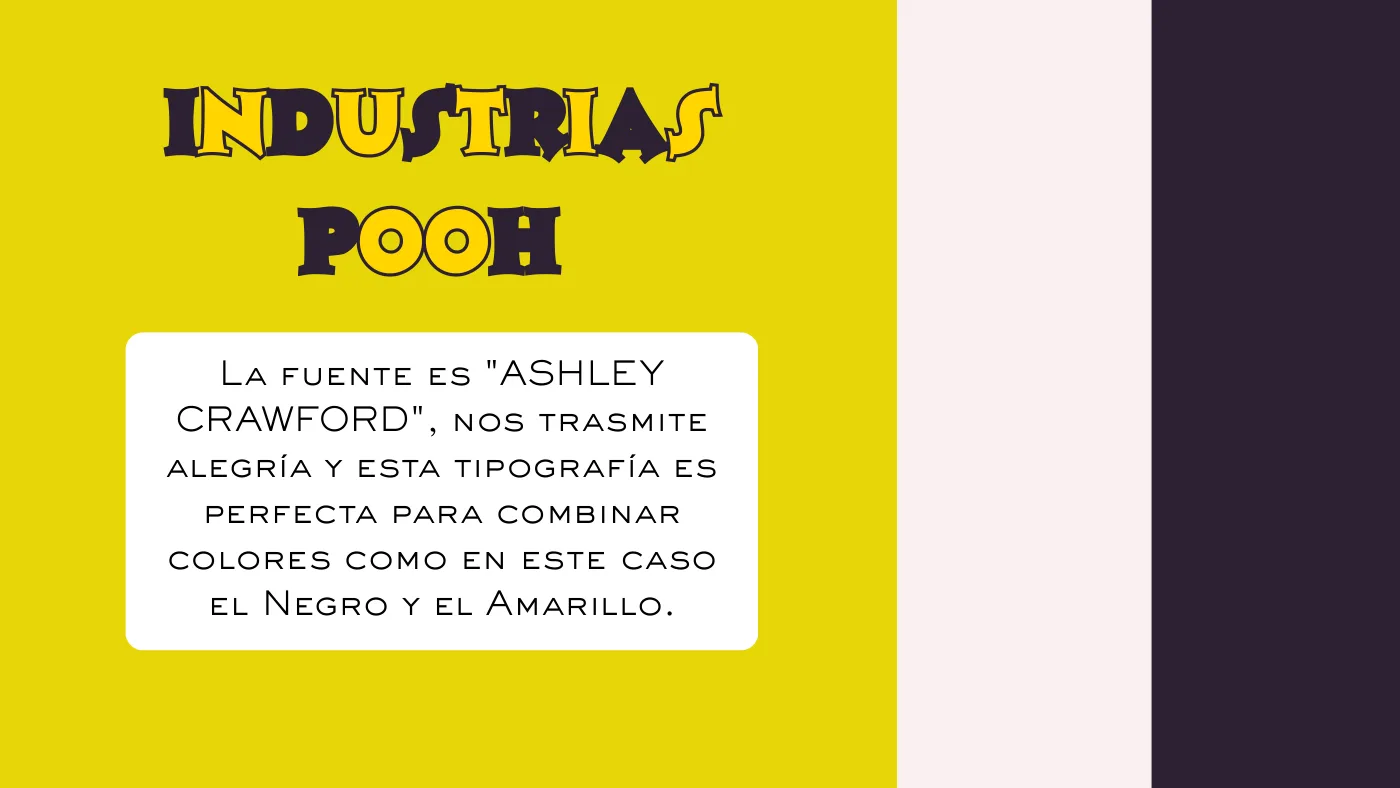 INDUSTRIAS
POOH
La fuente es "ASHLEY
CRAWFORD", nos trasmite
alegría y esta tipografía es
perfecta para combinar
colores como en este caso
el Negro y el Amarillo.